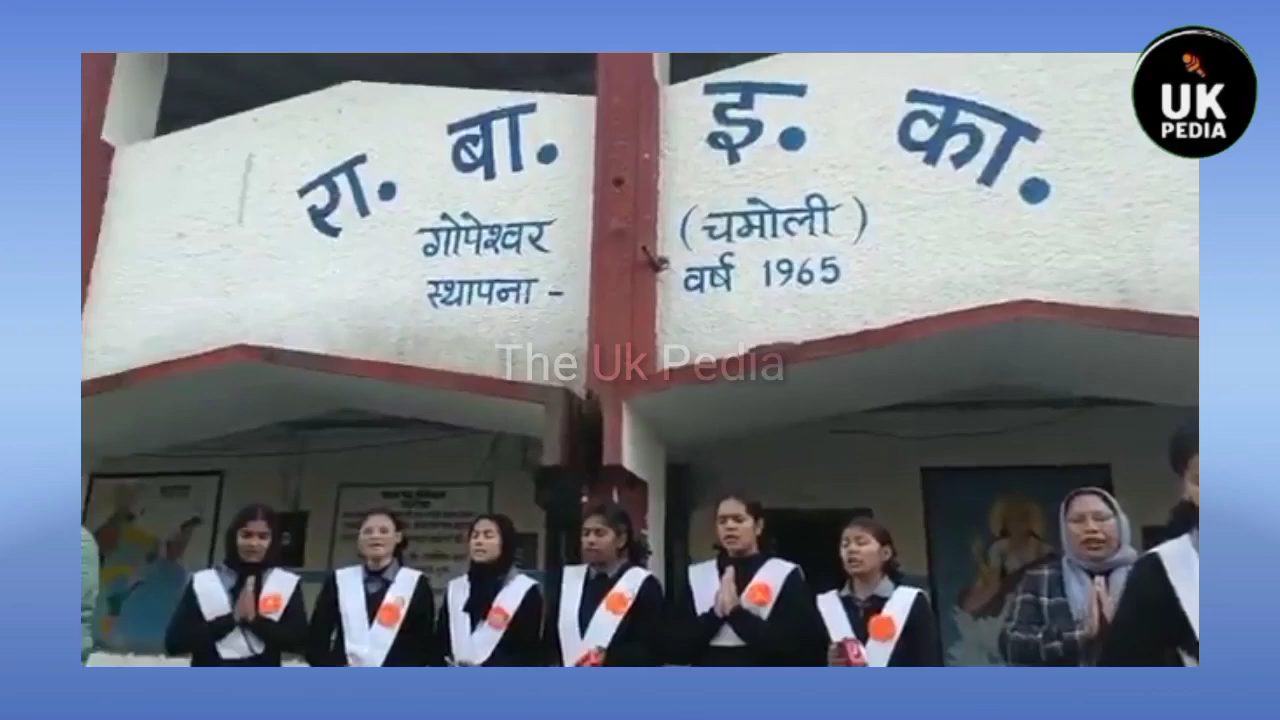 रा. बा. इ. का.
गोपेश्वर (चमोली)
स्थापना - वर्ष 1965
The Uk Pedia
UK
PEDIA